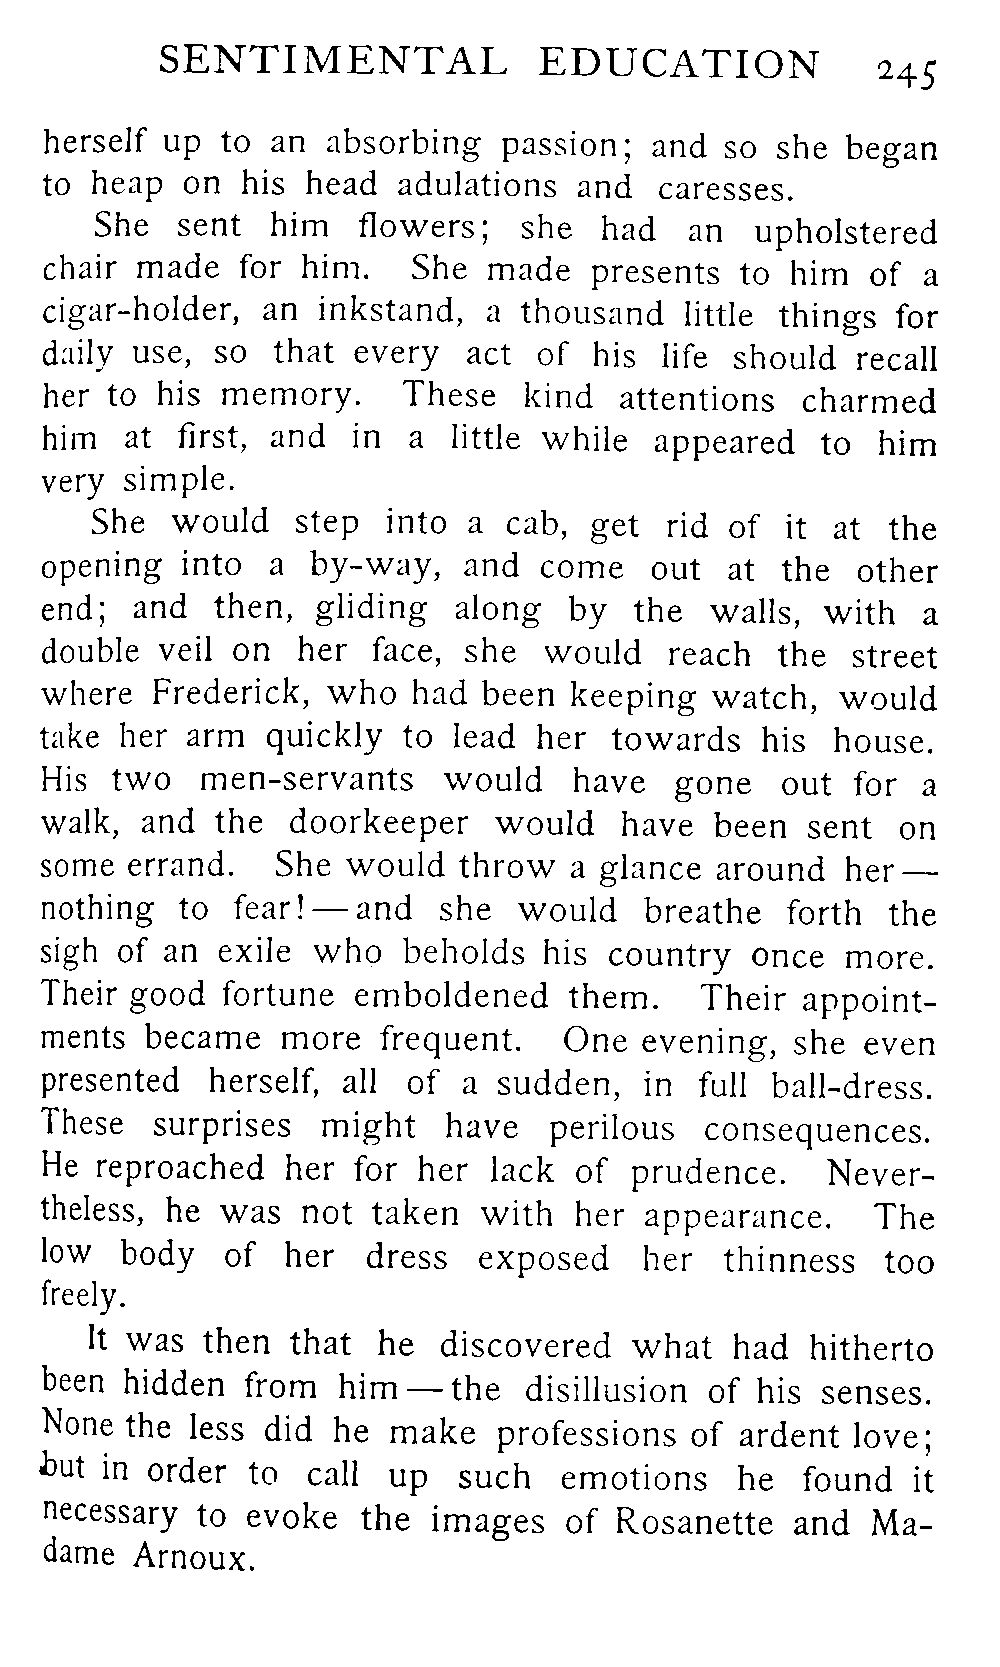 SENTIMENTAL EDUCATION 245
herself up to an absorbing passion; and so she began
to heap on his head adulations and caresses.
She sent him flowers; she had an upholstered
chair made for him. She made presents to him of a
cigar-holder, an inkstand, a thousand little things for
daily use, so that every act of his life should recall
her to his memory. These kind attentions charmed
him at first, and in a little while appeared to him
very simple.
She would step into a cab, get rid of it at the
opening into a by-way, and come out at the other
end; and then, gliding along by the walls, with a
double veil on her face, she would reach the street
where Frederick, who had been keeping watch, would
take her arm quickly to lead her towards his house.
His two men-servants would have gone out for a
walk, and the doorkeeper would have been sent on
some errand. She would throw a glance around her—
nothing to fear!—and she would breathe forth the
sigh of an exile who beholds his country once more.
Their good fortune emboldened them. Their appoint-
ments became more frequent. One evening, she even
presented herself, all of a sudden, in full ball-dress.
These surprises might have perilous consequences.
He reproached her for her lack of prudence. Never-
theless, he was not taken with her appearance. The
low body of her dress exposed her thinness too
freely.
It was then that he discovered what had hitherto
been hidden from him—the disillusion of his senses.
None the less did he make professions of ardent love;
but in order to call up such emotions he found it
necessary to evoke the images of Rosanette and Ma-
dame Arnoux.